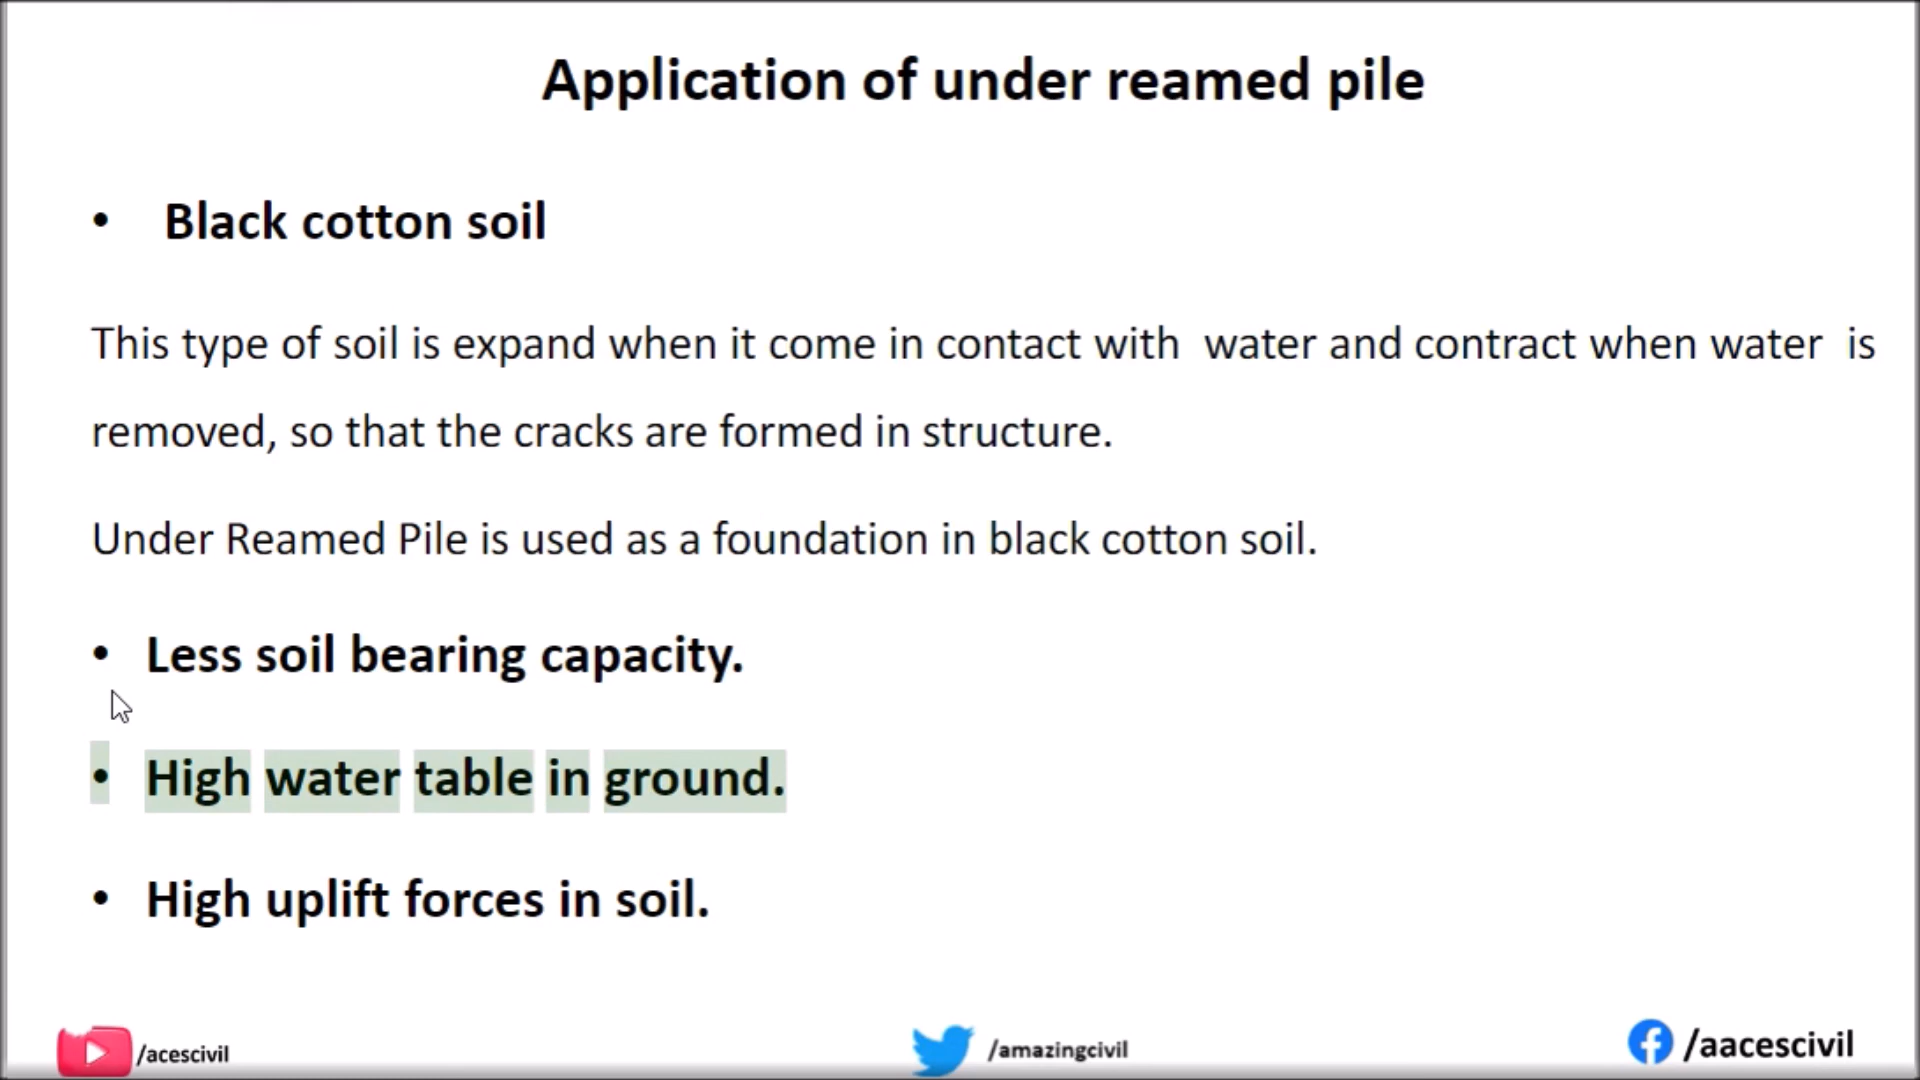 Application of under reamed pile
• Black cotton soil
This type of soil is expand when it come in contact with water and contract when water is
removed, so that the cracks are formed in structure.
Under Reamed Pile is used as a foundation in black cotton soil.
• Less soil bearing capacity.
• High water table in ground.
• High uplift forces in soil.
/acescivil
/amazingcivil
/aacescivil